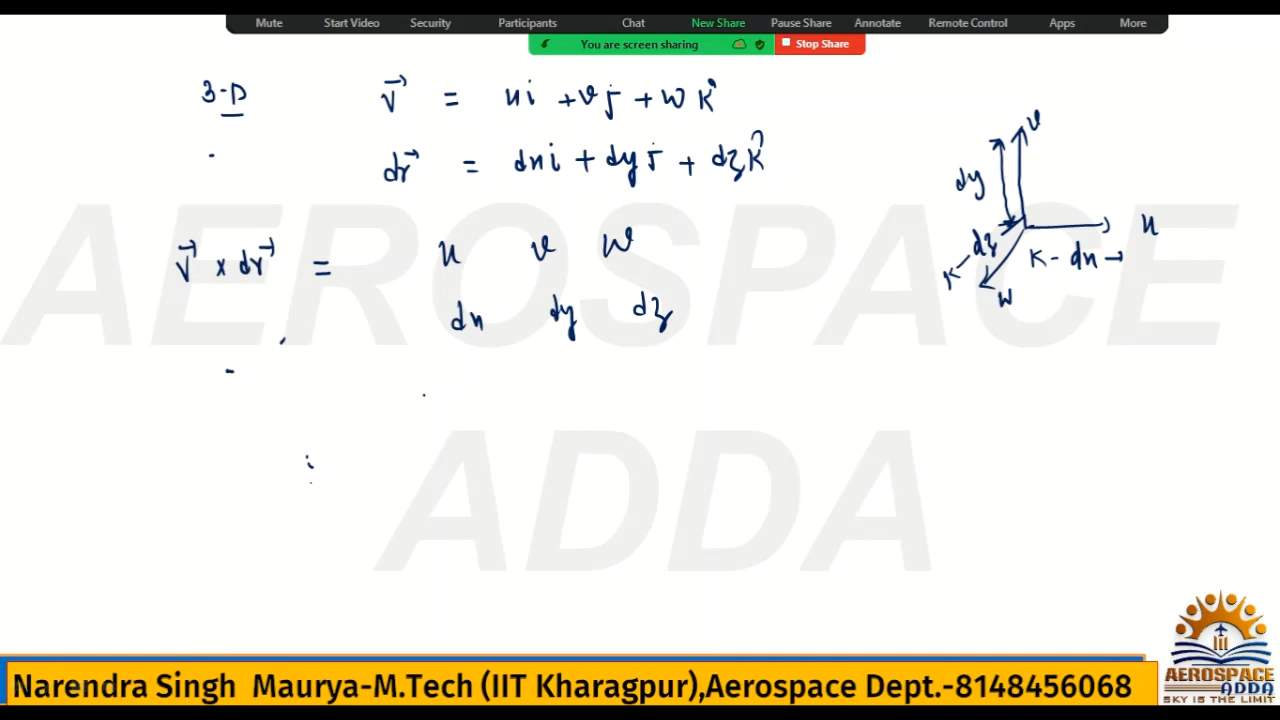 Mute Start Video Security Participants Chat New Share Pause Share Annotate Remote Control Apps More
You are screen sharing Stop Share
3-D V⃗ = ui + vj + wk̂
dr⃗ = dxi + dyj + dzk̂
V⃗ × dr⃗ = u v w
dx dy dz
v
dy
u
dz
dx
w
AEROSPACE
ADDA
AEROSPACE
ADDA
SKY IS THE LIMIT
Narendra Singh Maurya-M.Tech (IIT Kharagpur),Aerospace Dept.-8148456068